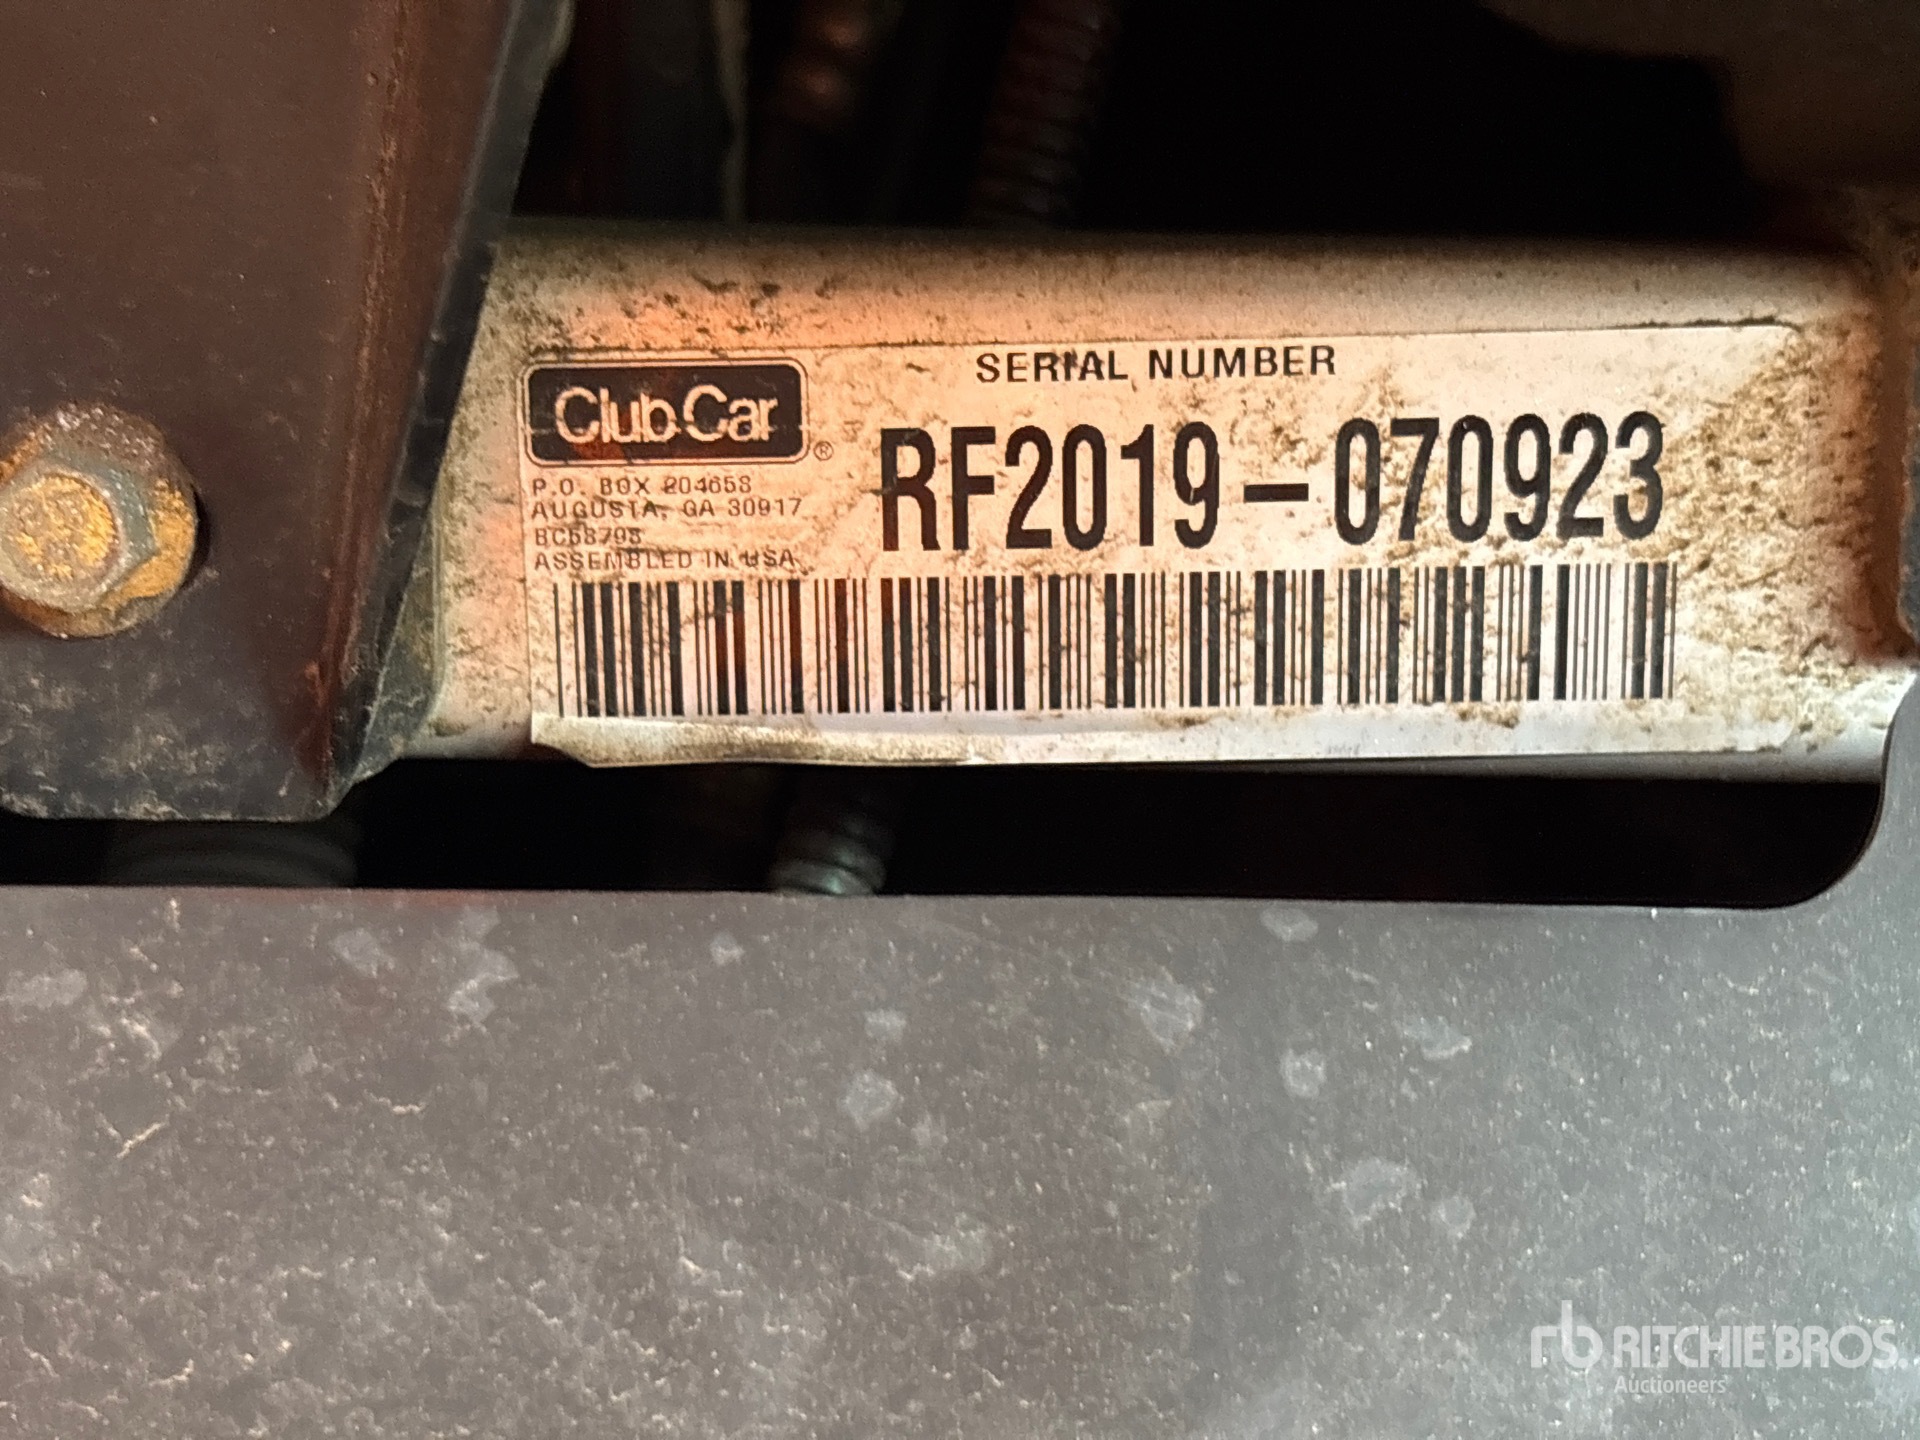 SERIAL NUMBER
Club Car®
RF2019-070923
P.O. BOX 204658
AUGUSTA, GA 30917
ASSEMBLED IN USA
RITCHIE BROS.
Auctioneers